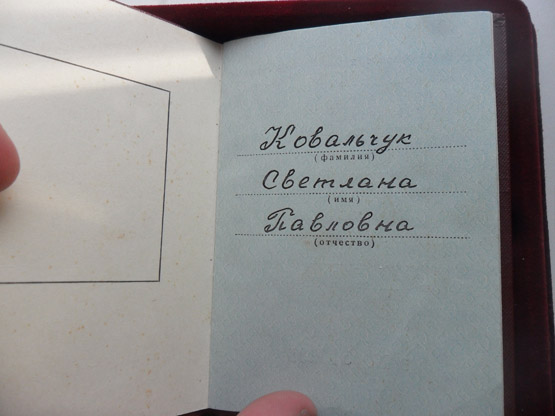 Ковальчук
(фамилия)
Светлана
(имя)
Павловна
(отчество)